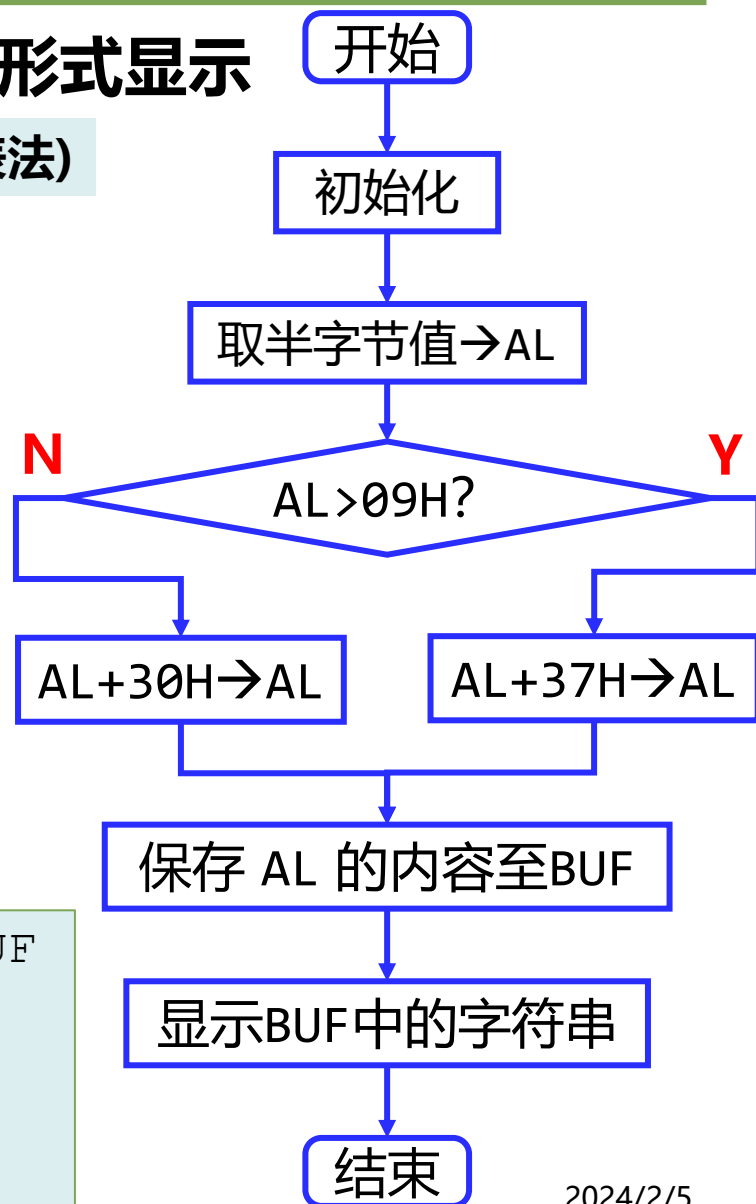 形式显示
表法)
开始
初始化
取半字节值→AL
N
Y
AL>09H?
AL+30H→AL
AL+37H→AL
保存 AL 的内容至BUF
UF
显示BUF中的字符串
结束
2024/2/5